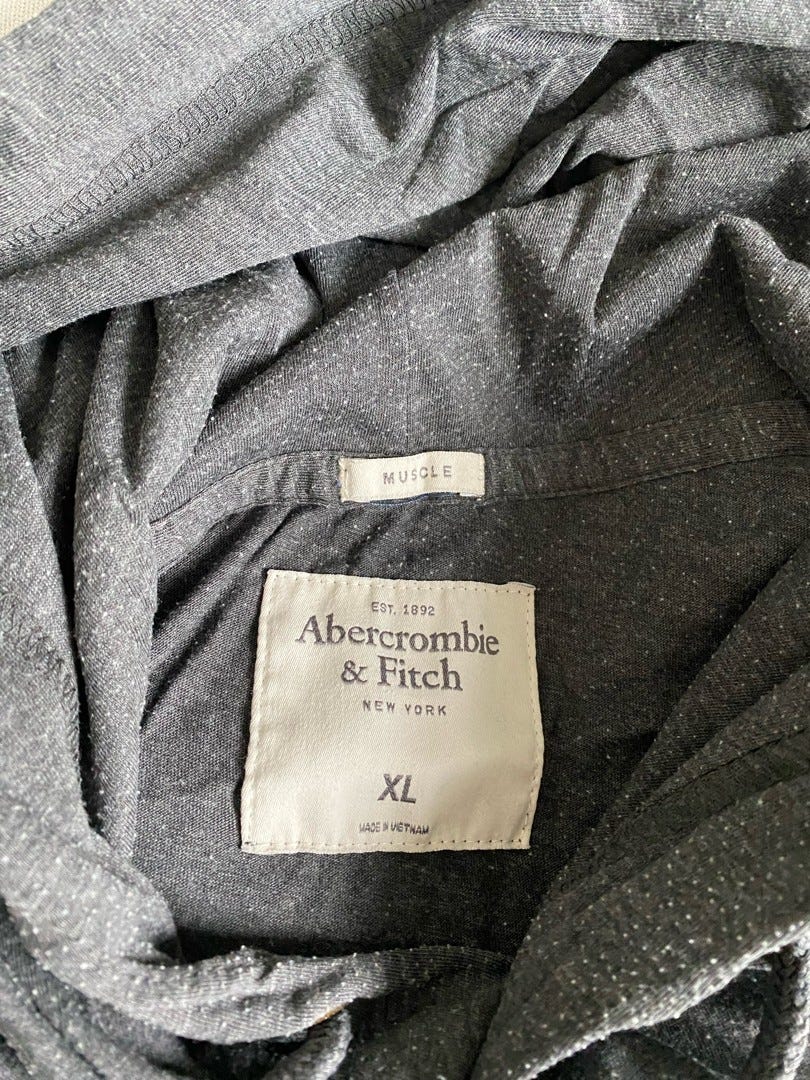 MUSCLE
EST. 1892
Abercrombie
& Fitch
NEW YORK
XL
MADE IN VIETNAM